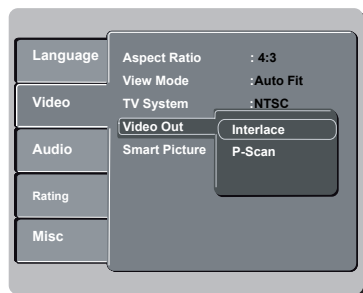 Language
Video
Audio
Rating
Misc
Aspect Ratio : 4:3
View Mode :Auto Fit
TV System :NTSC
Video Out
Smart Picture
Interlace
P-Scan